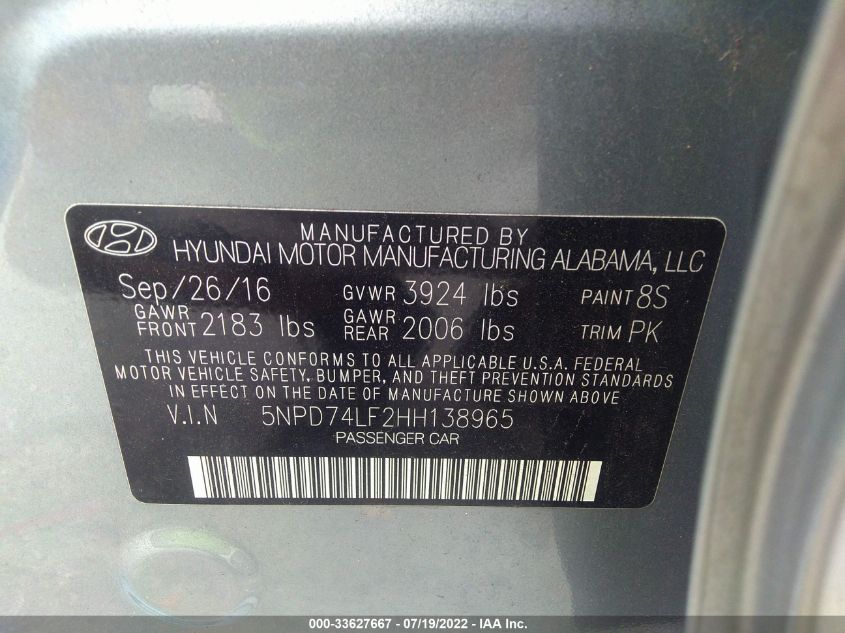 MANUFACTURED BY
HYUNDAI MOTOR MANUFACTURING ALABAMA, LLC
Sep/26/16 GVWR 3924 lbs PAINT 8S
GAWR FRONT 2183 lbs GAWR REAR 2006 lbs TRIM PK
THIS VEHICLE CONFORMS TO ALL APPLICABLE U.S.A. FEDERAL
MOTOR VEHICLE SAFETY, BUMPER, AND THEFT PREVENTION STANDARDS
IN EFFECT ON THE DATE OF MANUFACTURE SHOWN ABOVE
V.I.N 5NPD74LF2HH138965
PASSENGER CAR
000-33627667 - 07/19/2022 - IAA Inc.